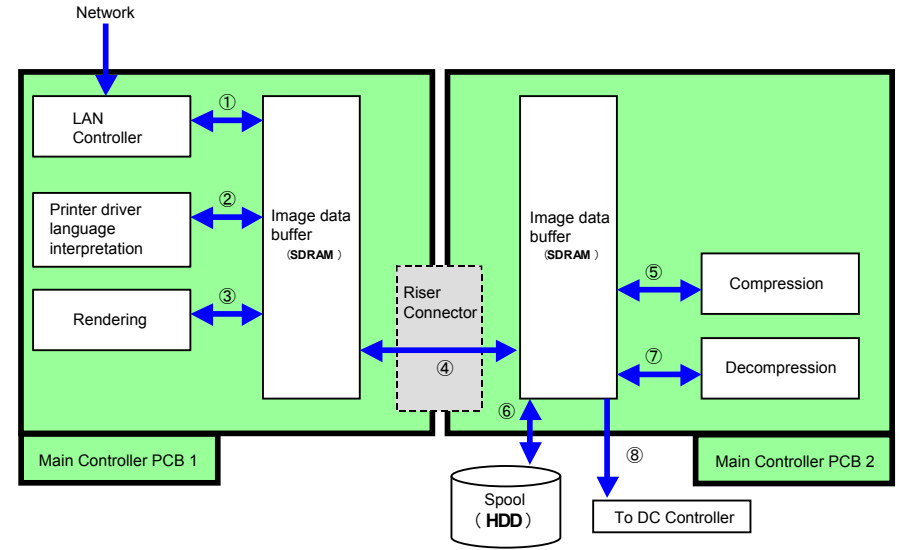 Network
LAN
Controller
①
Printer driver
language
interpretation
②
Rendering
③
Image data
buffer
(SDRAM)
Riser
Connector
④
Image data
buffer
(SDRAM)
⑤
Compression
⑦
Decompression
⑥
⑧
Main Controller PCB 1
Main Controller PCB 2
Spool
(HDD)
To DC Controller